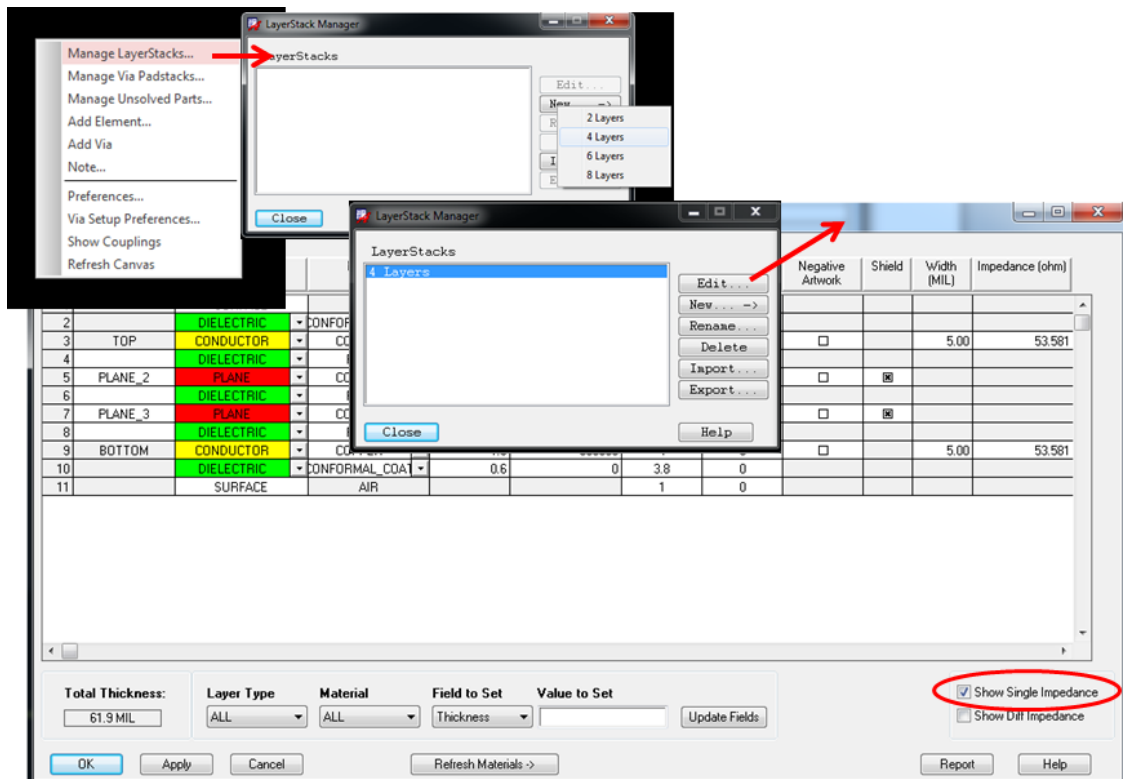 Manage LayerStacks...
Manage Via Padstacks...
Manage Unsolved Parts...
Add Element...
Add Via
Note...
Preferences...
Via Setup Preferences...
Show Couplings
Refresh Canvas
LayerStack Manager
Edit...
New... ->
2 Layers
4 Layers
6 Layers
8 Layers
Close
LayerStack Manager
LayerStacks
4 Layers
Edit...
New... ->
Rename...
Delete
Import...
Export...
Close
Help
Negative Artwork Shield Width (MIL) Impedance (ohm)
2 DIELECTRIC
3 TOP CONDUCTOR 5.00 53.581
4 DIELECTRIC
5 PLANE_2 PLANE
6 DIELECTRIC
7 PLANE_3 PLANE
8 DIELECTRIC
9 BOTTOM CONDUCTOR 5.00 53.581
10 DIELECTRIC CONFORMAL_COAT 0.6 0 3.8 0
11 SURFACE AIR 1 0
Total Thickness: Layer Type Material Field to Set Value to Set
61.9 MIL ALL ALL Thickness Update Fields
Show Single Impedance
Show Diff Impedance
OK Apply Cancel Refresh Materials -> Report Help